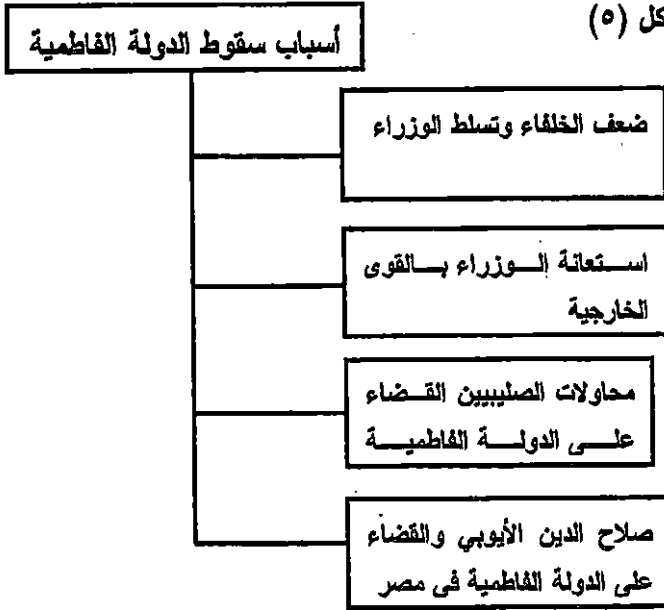 كل (٥)
أسباب سقوط الدولة الفاطمية
ضعف الخلفاء وتسلط الوزراء
استعانة الوزراء بالقوى
الخارجية
محاولات الصليبيين القضاء
على الدولة الفاطمية
صلاح الدين الأيوبي والقضاء
على الدولة الفاطمية فى مصر